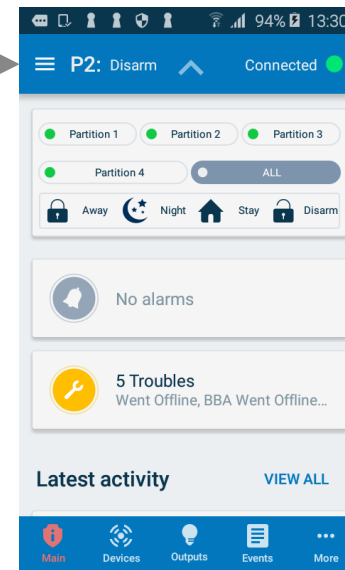 94% 13:30
P2: Disarm Connected
Partition 1 Partition 2 Partition 3
Partition 4 ALL
Away Night Stay Disarm
No alarms
5 Troubles
Went Offline, BBA Went Offline...
Latest activity VIEW ALL
Main Devices Outputs Events More